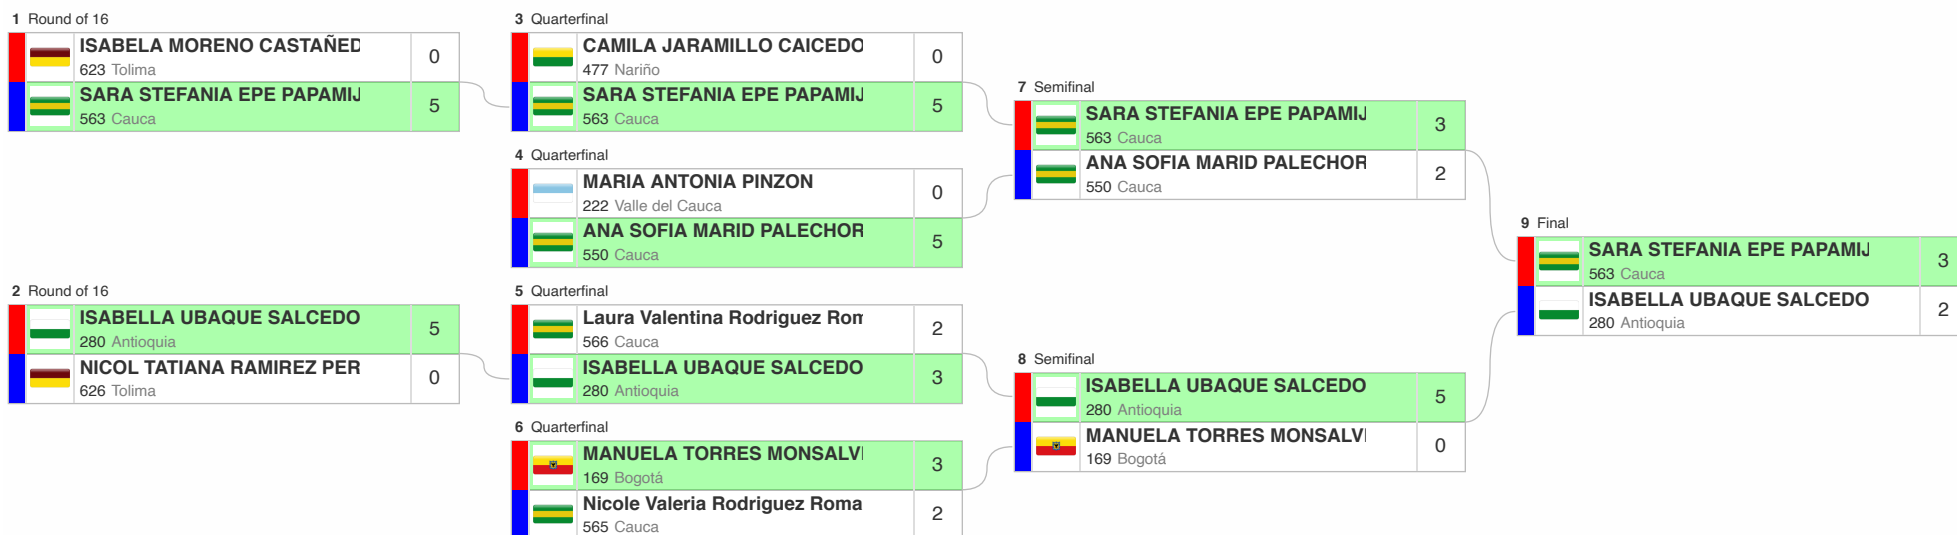 1 Round of 16
ISABELA MORENO CASTAÑED
623 Tolima
0
SARA STEFANIA EPE PAPAMIJ
563 Cauca
5
2 Round of 16
ISABELLA UBAQUE SALCEDO
280 Antioquia
5
NICOL TATIANA RAMIREZ PER
626 Tolima
0
3 Quarterfinal
CAMILA JARAMILLO CAICEDO
477 Nariño
0
SARA STEFANIA EPE PAPAMIJ
563 Cauca
5
4 Quarterfinal
MARIA ANTONIA PINZON
222 Valle del Cauca
0
ANA SOFIA MARID PALECHOR
550 Cauca
5
5 Quarterfinal
Laura Valentina Rodriguez Rom
566 Cauca
2
ISABELLA UBAQUE SALCEDO
280 Antioquia
3
6 Quarterfinal
MANUELA TORRES MONSALV
169 Bogotá
3
Nicole Valeria Rodriguez Roma
565 Cauca
2
7 Semifinal
SARA STEFANIA EPE PAPAMIJ
563 Cauca
3
ANA SOFIA MARID PALECHOR
550 Cauca
2
8 Semifinal
ISABELLA UBAQUE SALCEDO
280 Antioquia
5
MANUELA TORRES MONSALV
169 Bogotá
0
9 Final
SARA STEFANIA EPE PAPAMIJ
563 Cauca
3
ISABELLA UBAQUE SALCEDO
280 Antioquia
2